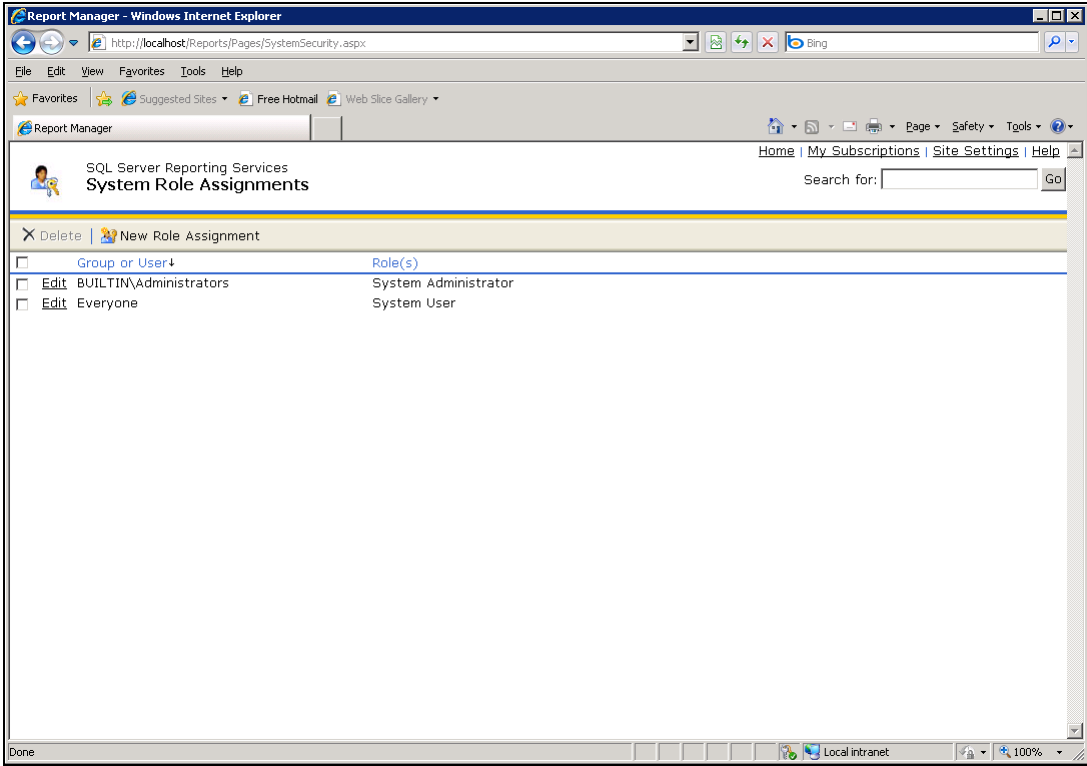 Report Manager - Windows Internet Explorer
http://localhost/Reports/Pages/SystemSecurity.aspx
Bing
File Edit View Favorites Tools Help
Favorites Suggested Sites Free Hotmail Web Slice Gallery
Report Manager Page Safety Tools
Home | My Subscriptions | Site Settings | Help
SQL Server Reporting Services
System Role Assignments
Search for: Go
Delete | New Role Assignment
Group or User↓ Role(s)
Edit BUILTIN\Administrators System Administrator
Edit Everyone System User
Done Local intranet 100%